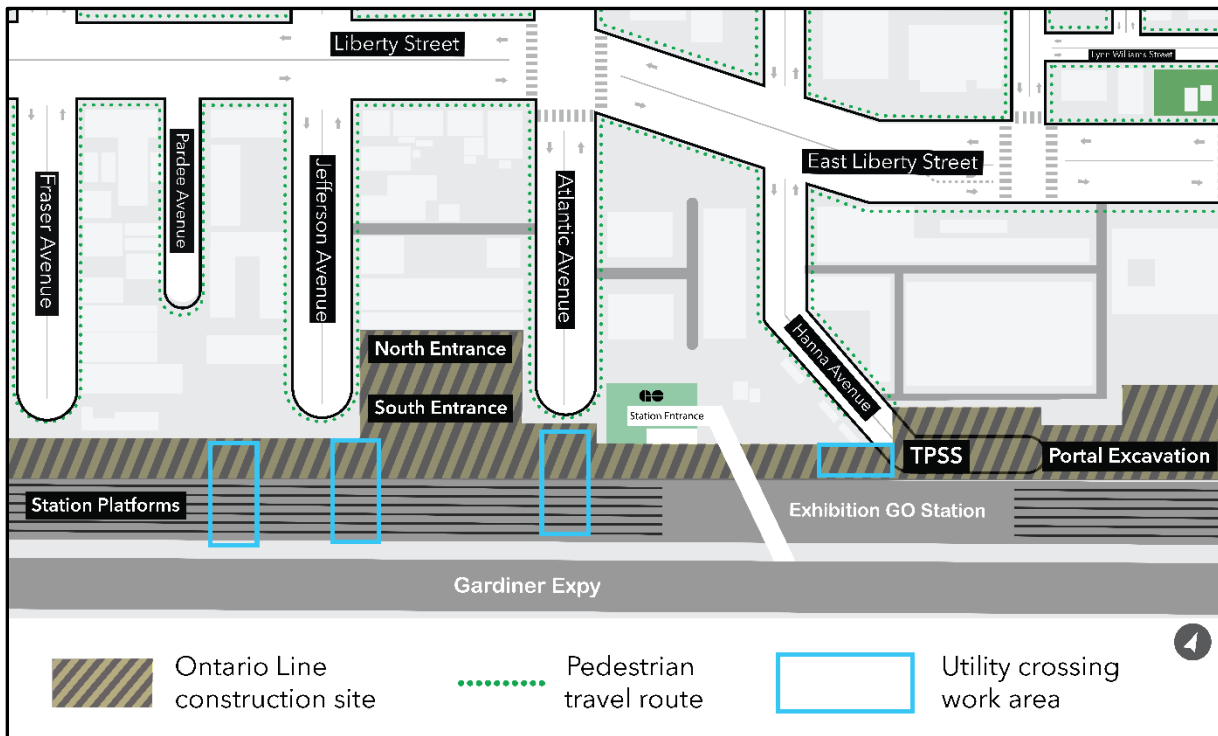 Liberty Street
Lynn Williams Street
East Liberty Street
Fraser Avenue
Pardee Avenue
Jefferson Avenue
Atlantic Avenue
Hanna Avenue
North Entrance
South Entrance
GO
Station Entrance
TPSS
Portal Excavation
Station Platforms
Exhibition GO Station
Gardiner Expy
Ontario Line
construction site
Pedestrian
travel route
Utility crossing
work area